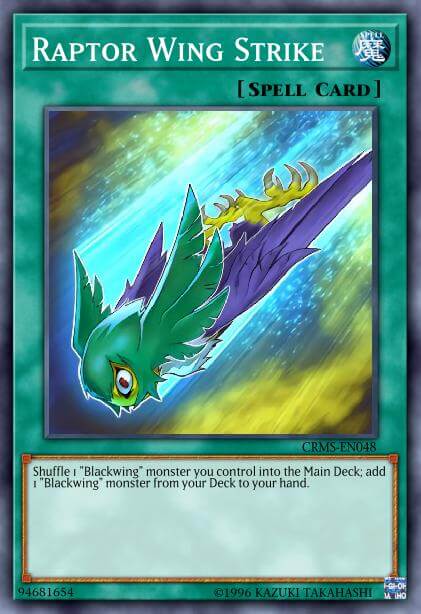 Raptor Wing Strike
SPELL
魔
[Spell Card]
CRMS-EN048
Shuffle 1 "Blackwing" monster you control into the Main Deck; add
1 "Blackwing" monster from your Deck to your hand.
94681654
©1996 KAZUKI TAKAHASHI